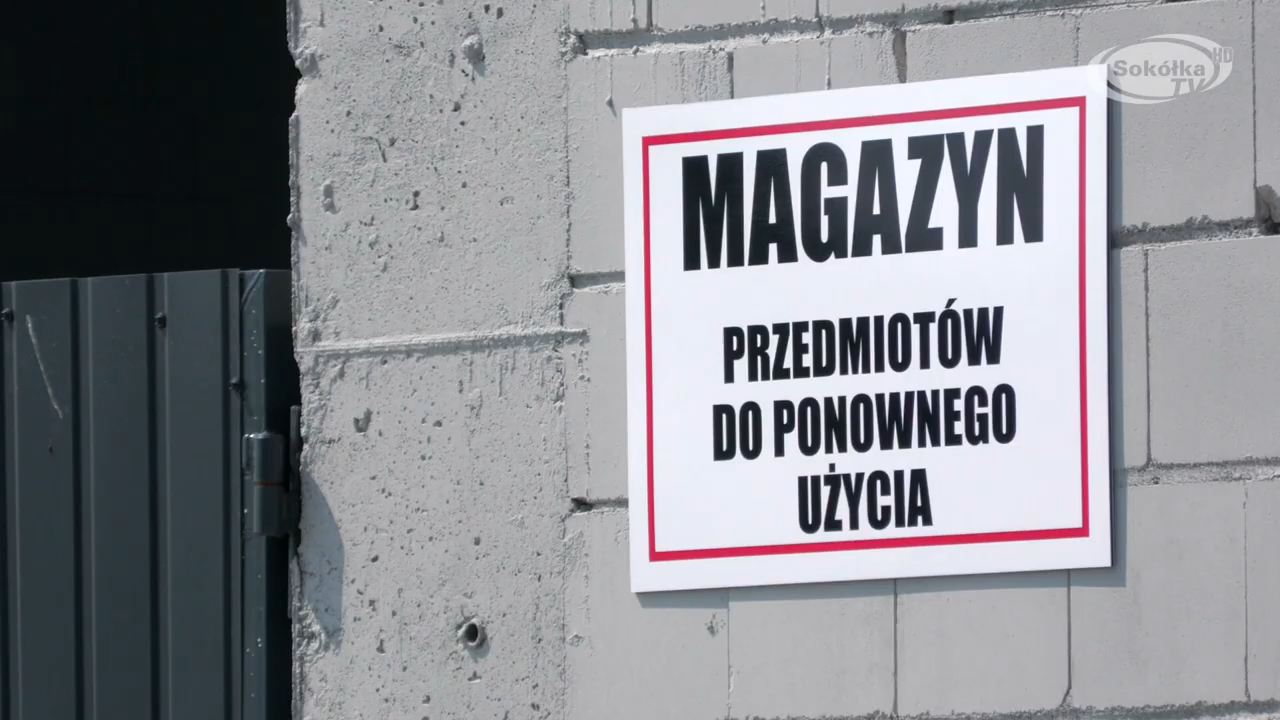 Sokółka HD
TV
MAGAZYN
PRZEDMIOTÓW
DO PONOWNEGO
UŻYCIA